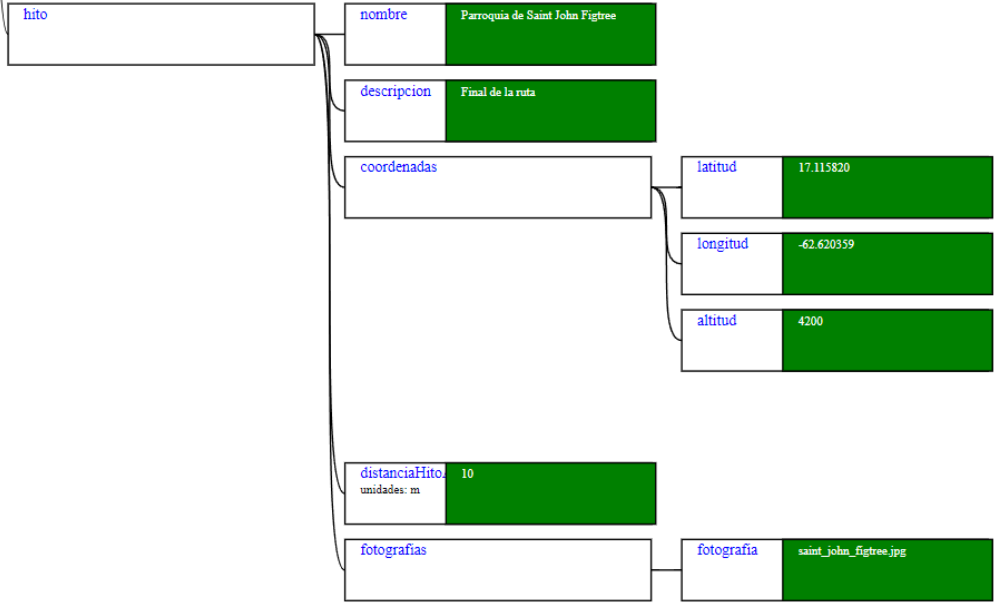 hito
nombre
Parroquia de Saint John Figtree
descripcion
Final de la ruta
coordenadas
latitud
17.115820
longitud
-62.620359
altitud
4200
distanciaHito
10
unidades: m
fotografias
fotografia
saint_john_figtree.jpg